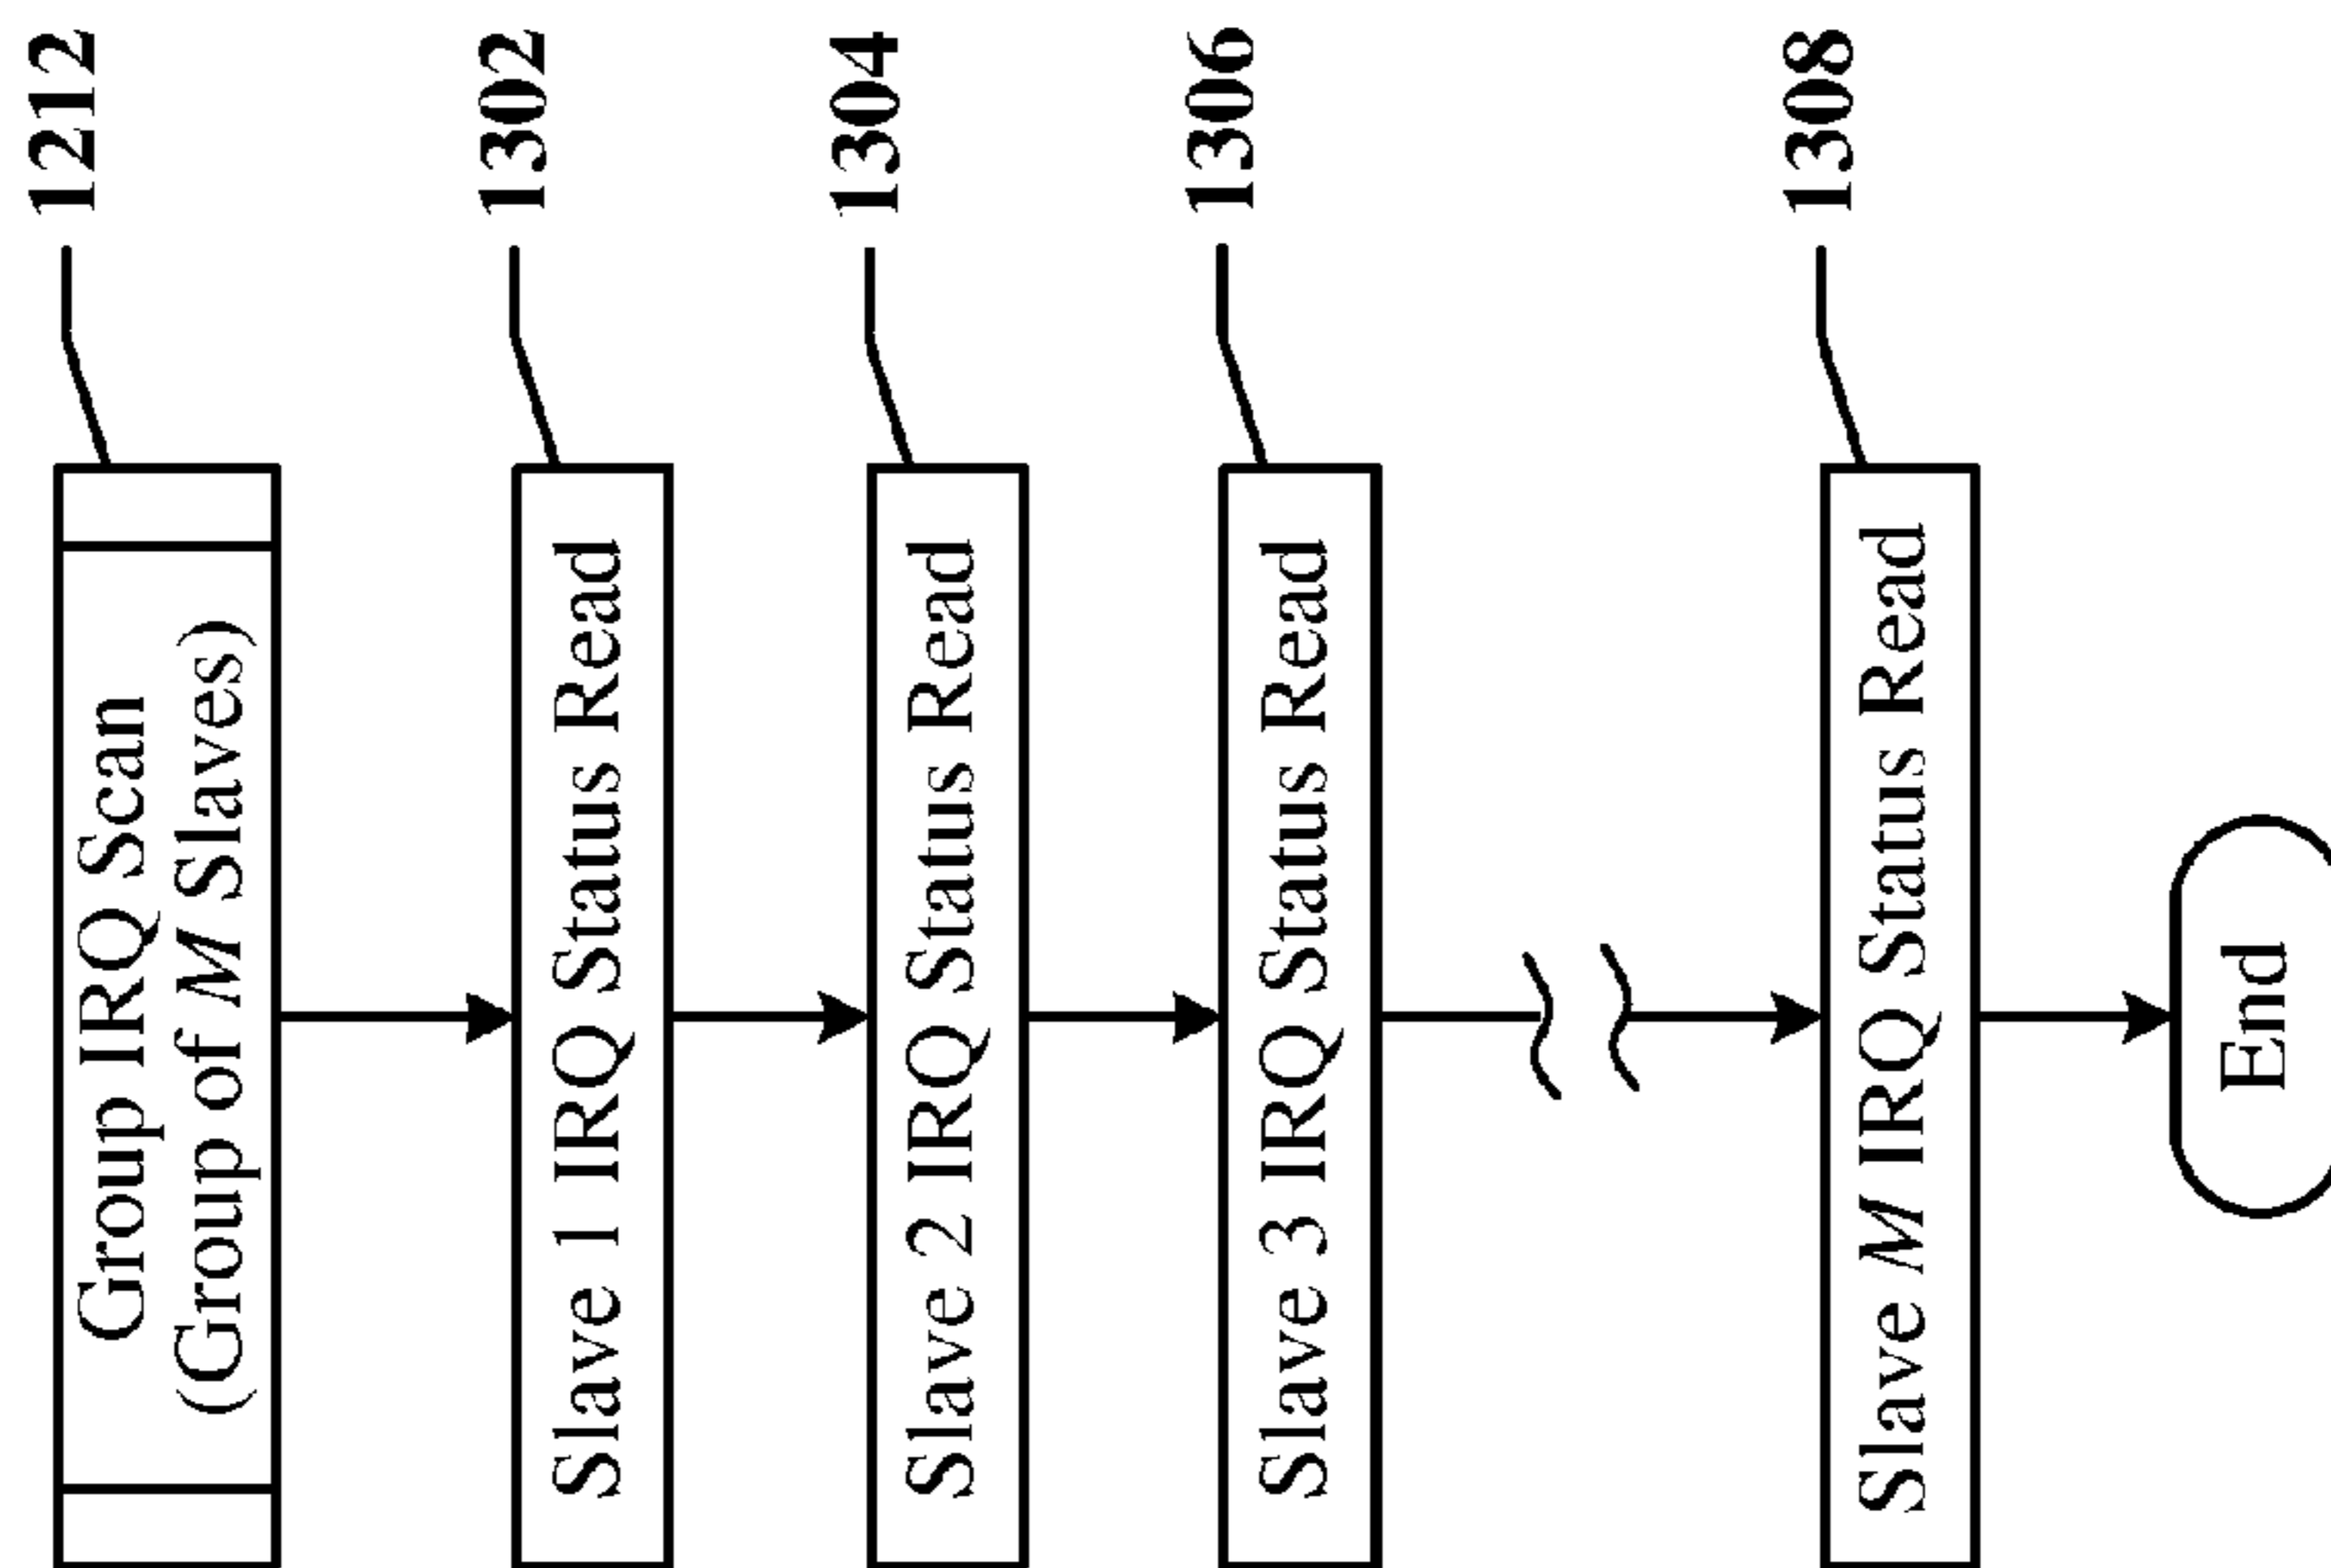 Group IRQ Scan
(Group of M Slaves)
1212
Slave 1 IRQ Status Read
1302
Slave 2 IRQ Status Read
1304
Slave 3 IRQ Status Read
1306
Slave M IRQ Status Read
1308
End